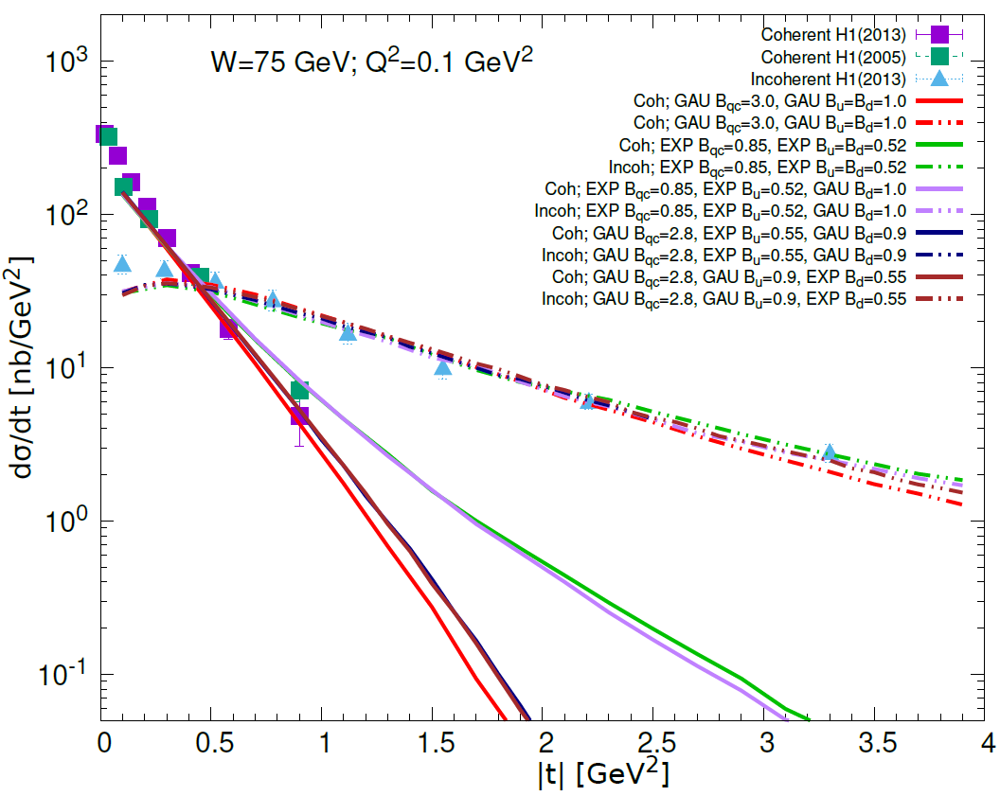 W=75 GeV; Q²=0.1 GeV²
Coherent H1(2013)
Coherent H1(2005)
Incoherent H1(2013)
Coh; GAU B_qc=3.0, GAU B_u=B_d=1.0
Coh; GAU B_qc=3.0, GAU B_u=B_d=1.0
Coh; EXP B_qc=0.85, EXP B_u=B_d=0.52
Incoh; EXP B_qc=0.85, EXP B_u=B_d=0.52
Coh; EXP B_qc=0.85, EXP B_u=0.52, GAU B_d=1.0
Incoh; EXP B_qc=0.85, EXP B_u=0.52, GAU B_d=1.0
Coh; GAU B_qc=2.8, EXP B_u=0.55, GAU B_d=0.9
Incoh; GAU B_qc=2.8, EXP B_u=0.55, GAU B_d=0.9
Coh; GAU B_qc=2.8, GAU B_u=0.9, EXP B_d=0.55
Incoh; GAU B_qc=2.8, GAU B_u=0.9, EXP B_d=0.55
dσ/dt [nb/GeV²]
10³
10²
10¹
10⁰
10⁻¹
0 0.5 1 1.5 2 2.5 3 3.5 4
|t| [GeV²]